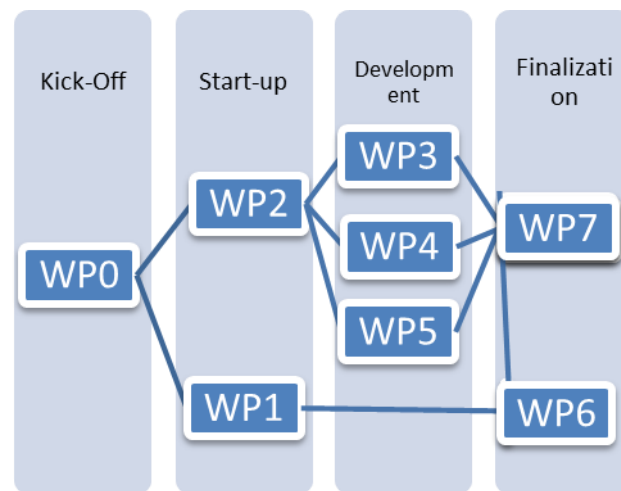 Kick-Off
Start-up
Developm
ent
Finalizati
on
WP0
WP2
WP1
WP3
WP4
WP5
WP7
WP6